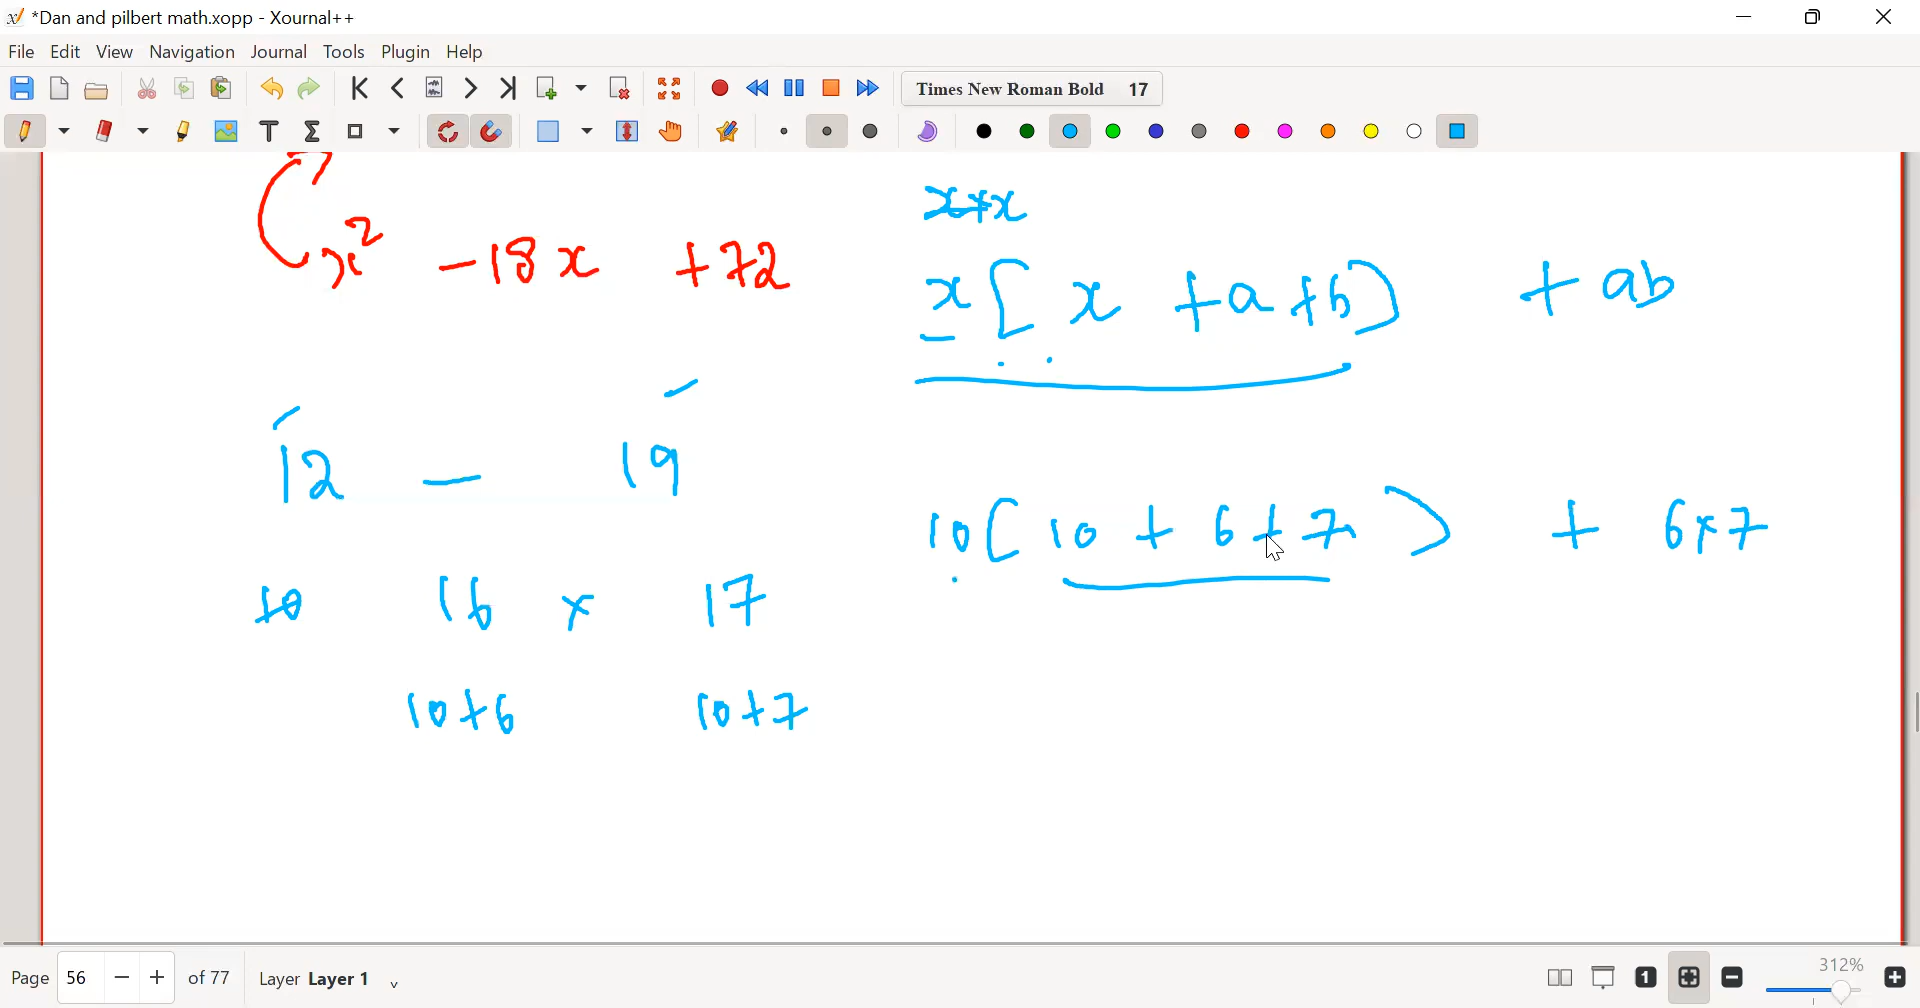 *Dan and pilbert math.xopp - Xournal++
File Edit View Navigation Journal Tools Plugin Help
Times New Roman Bold 17
x+x
x² -18x +72
x[x +a+b] + ab
12 — 19
10[10 + 6+7] + 6×7
10 16 × 17
10+6 10+7
312%
Page 56 of 77 Layer Layer 1
1